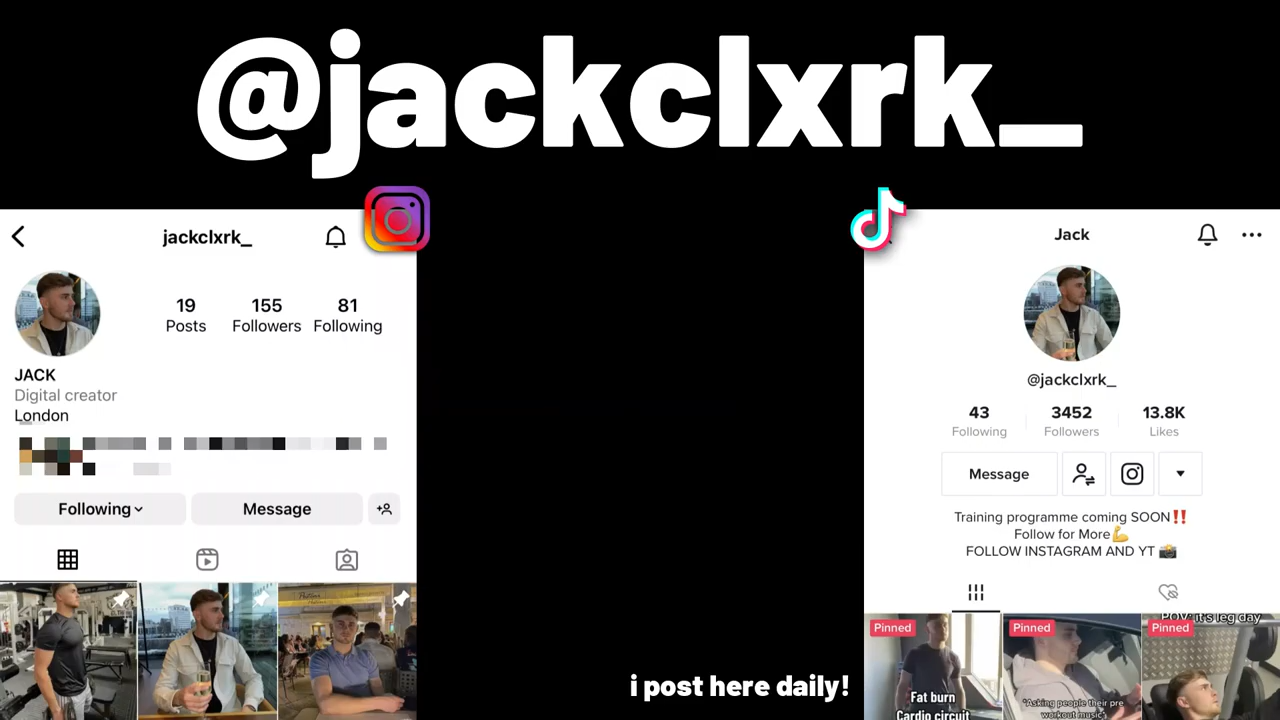 @jackclxrk_
jackclxrk_
19
Posts
155
Followers
81
Following
JACK
Digital creator
London
Following
Message
Jack
@jackclxrk_
43
Following
3452
Followers
13.8K
Likes
Message
Training programme coming SOON‼️
Follow for More💪
FOLLOW INSTAGRAM AND YT 📸
Pinned
Fat burn
Cardio circuit
Pinned
"Asking people their pre
workout music"
Pinned
POV: it's leg day
i post here daily!